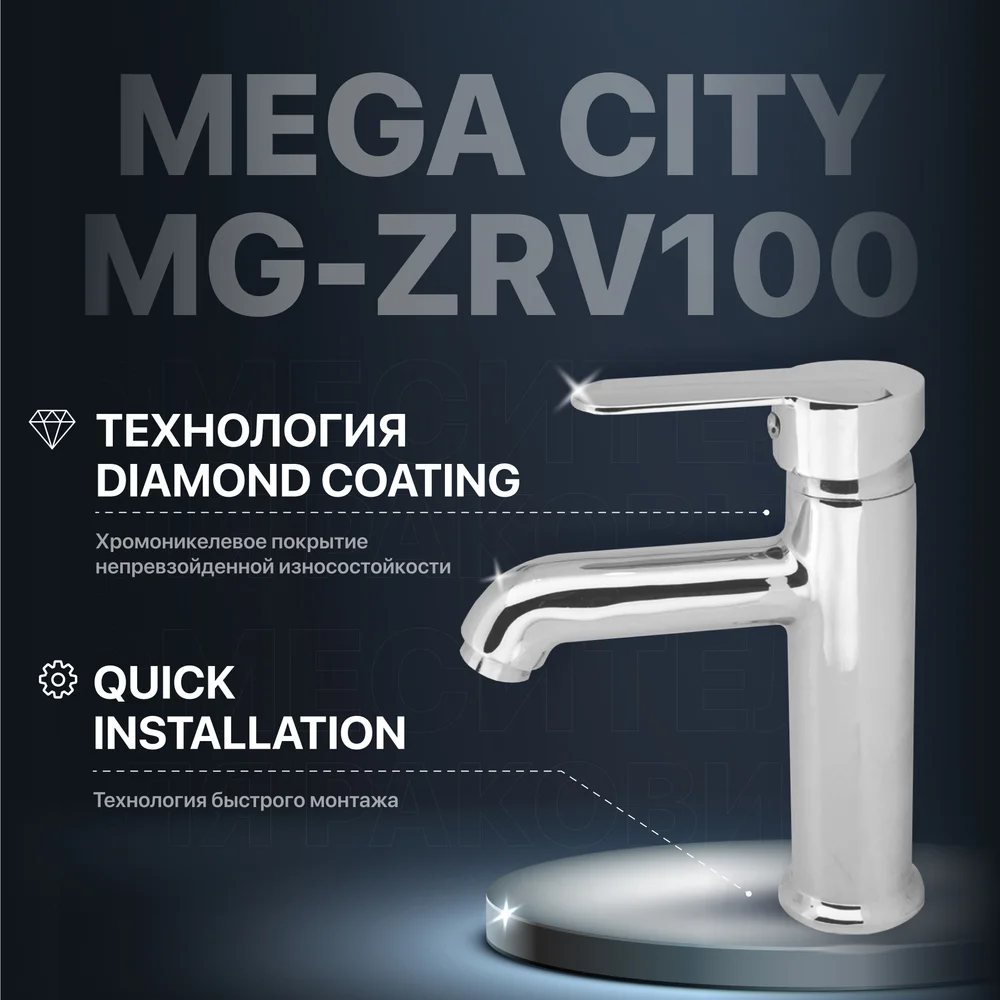 MEGA CITY
MG-ZRV100
ТЕХНОЛОГИЯ
DIAMOND COATING
Хромоникелевое покрытие
непревзойденной износостойкости
QUICK
INSTALLATION
Технология быстрого монтажа